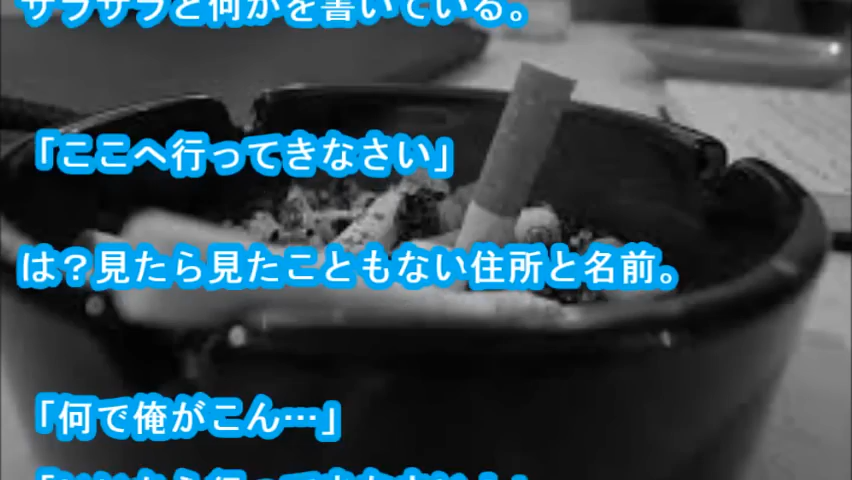 サラサラと何かを書いている。
「ここへ行ってきなさい」
は？見たら見たこともない住所と名前。
「何で俺がこん…」